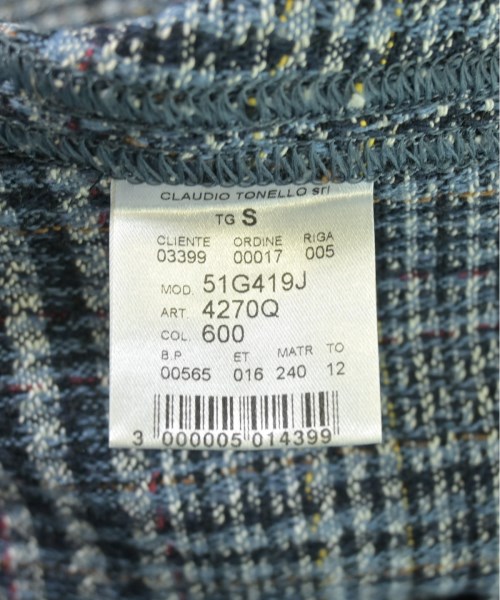 CLAUDIO TONELLO srl
TG S
CLIENTE ORDINE RIGA
03399 00017 005
MOD. 51G419J
ART. 4270Q
COL. 600
B.P ET MATR TO
00565 016 240 12
3 000005 014399